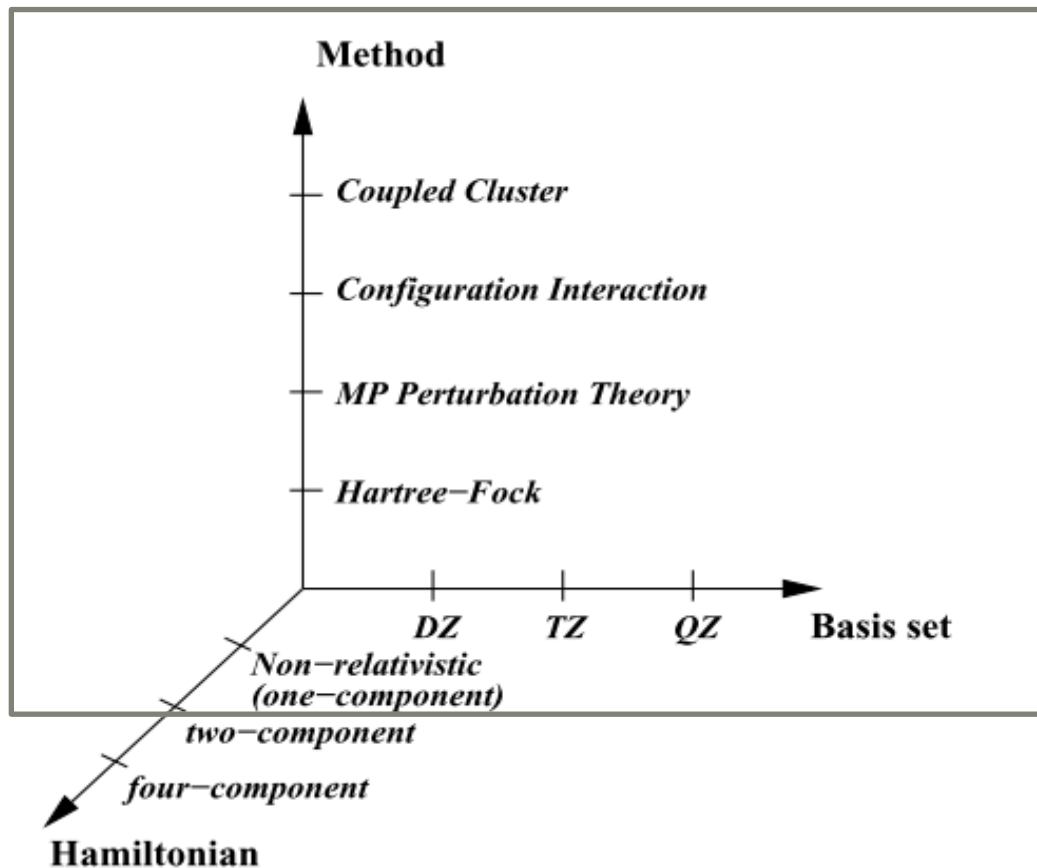 Method
Coupled Cluster
Configuration Interaction
MP Perturbation Theory
Hartree−Fock
DZ TZ QZ
Basis set
Non−relativistic
(one−component)
two−component
four−component
Hamiltonian